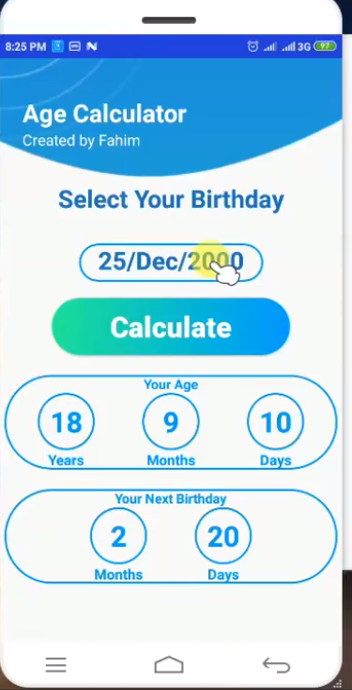 8:25 PM 3G 97
Age Calculator
Created by Fahim
Select Your Birthday
25/Dec/2000
Calculate
Your Age
18 9 10
Years Months Days
Your Next Birthday
2 20
Months Days